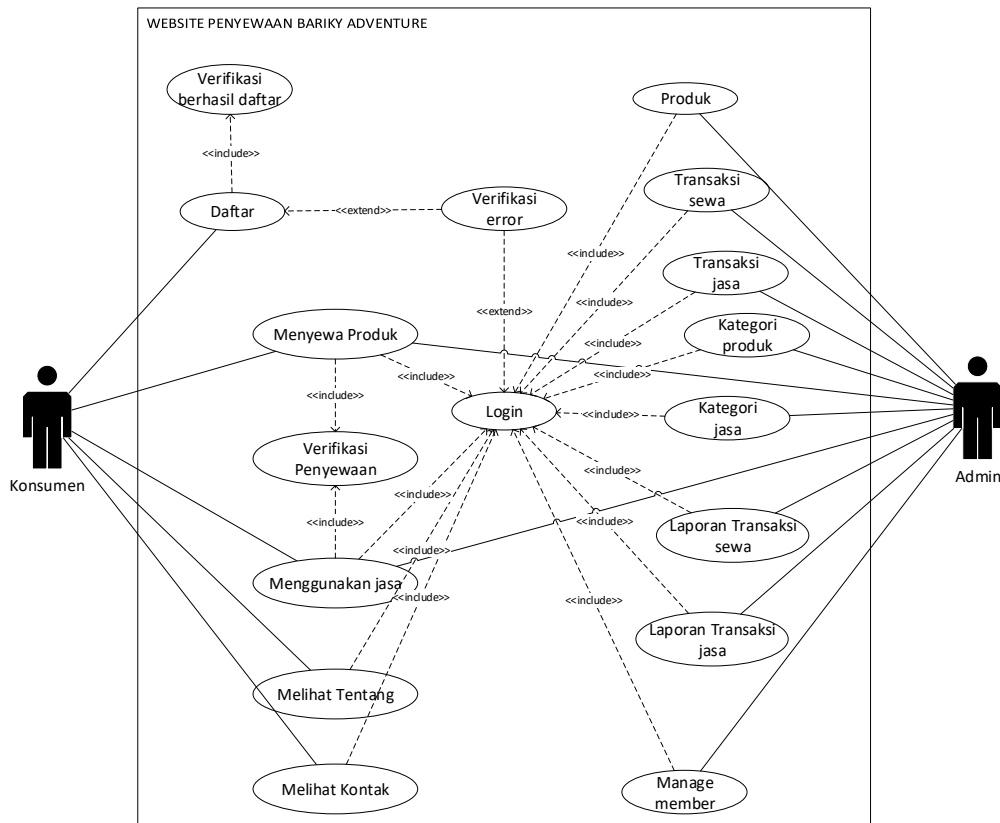 WEBSITE PENYEWAAN BARIKY ADVENTURE
Verifikasi
berhasil daftar
Produk
<<include>>
Transaksi
sewa
Daftar
<<extend>>
Verifikasi
error
<<include>>
<<include>>
Transaksi
jasa
<<extend>>
<<include>>
Menyewa Produk
Kategori
produk
<<include>>
<<include>>
<<include>>
Login
<<include>>
Kategori
jasa
Konsumen
Admin
Verifikasi
Penyewaan
<<include>>
<<include>>
<<include>>
<<include>>
Laporan Transaksi
sewa
<<include>>
Menggunakan jasa
<<include>>
<<include>>
Laporan Transaksi
jasa
Melihat Tentang
Melihat Kontak
Manage
member